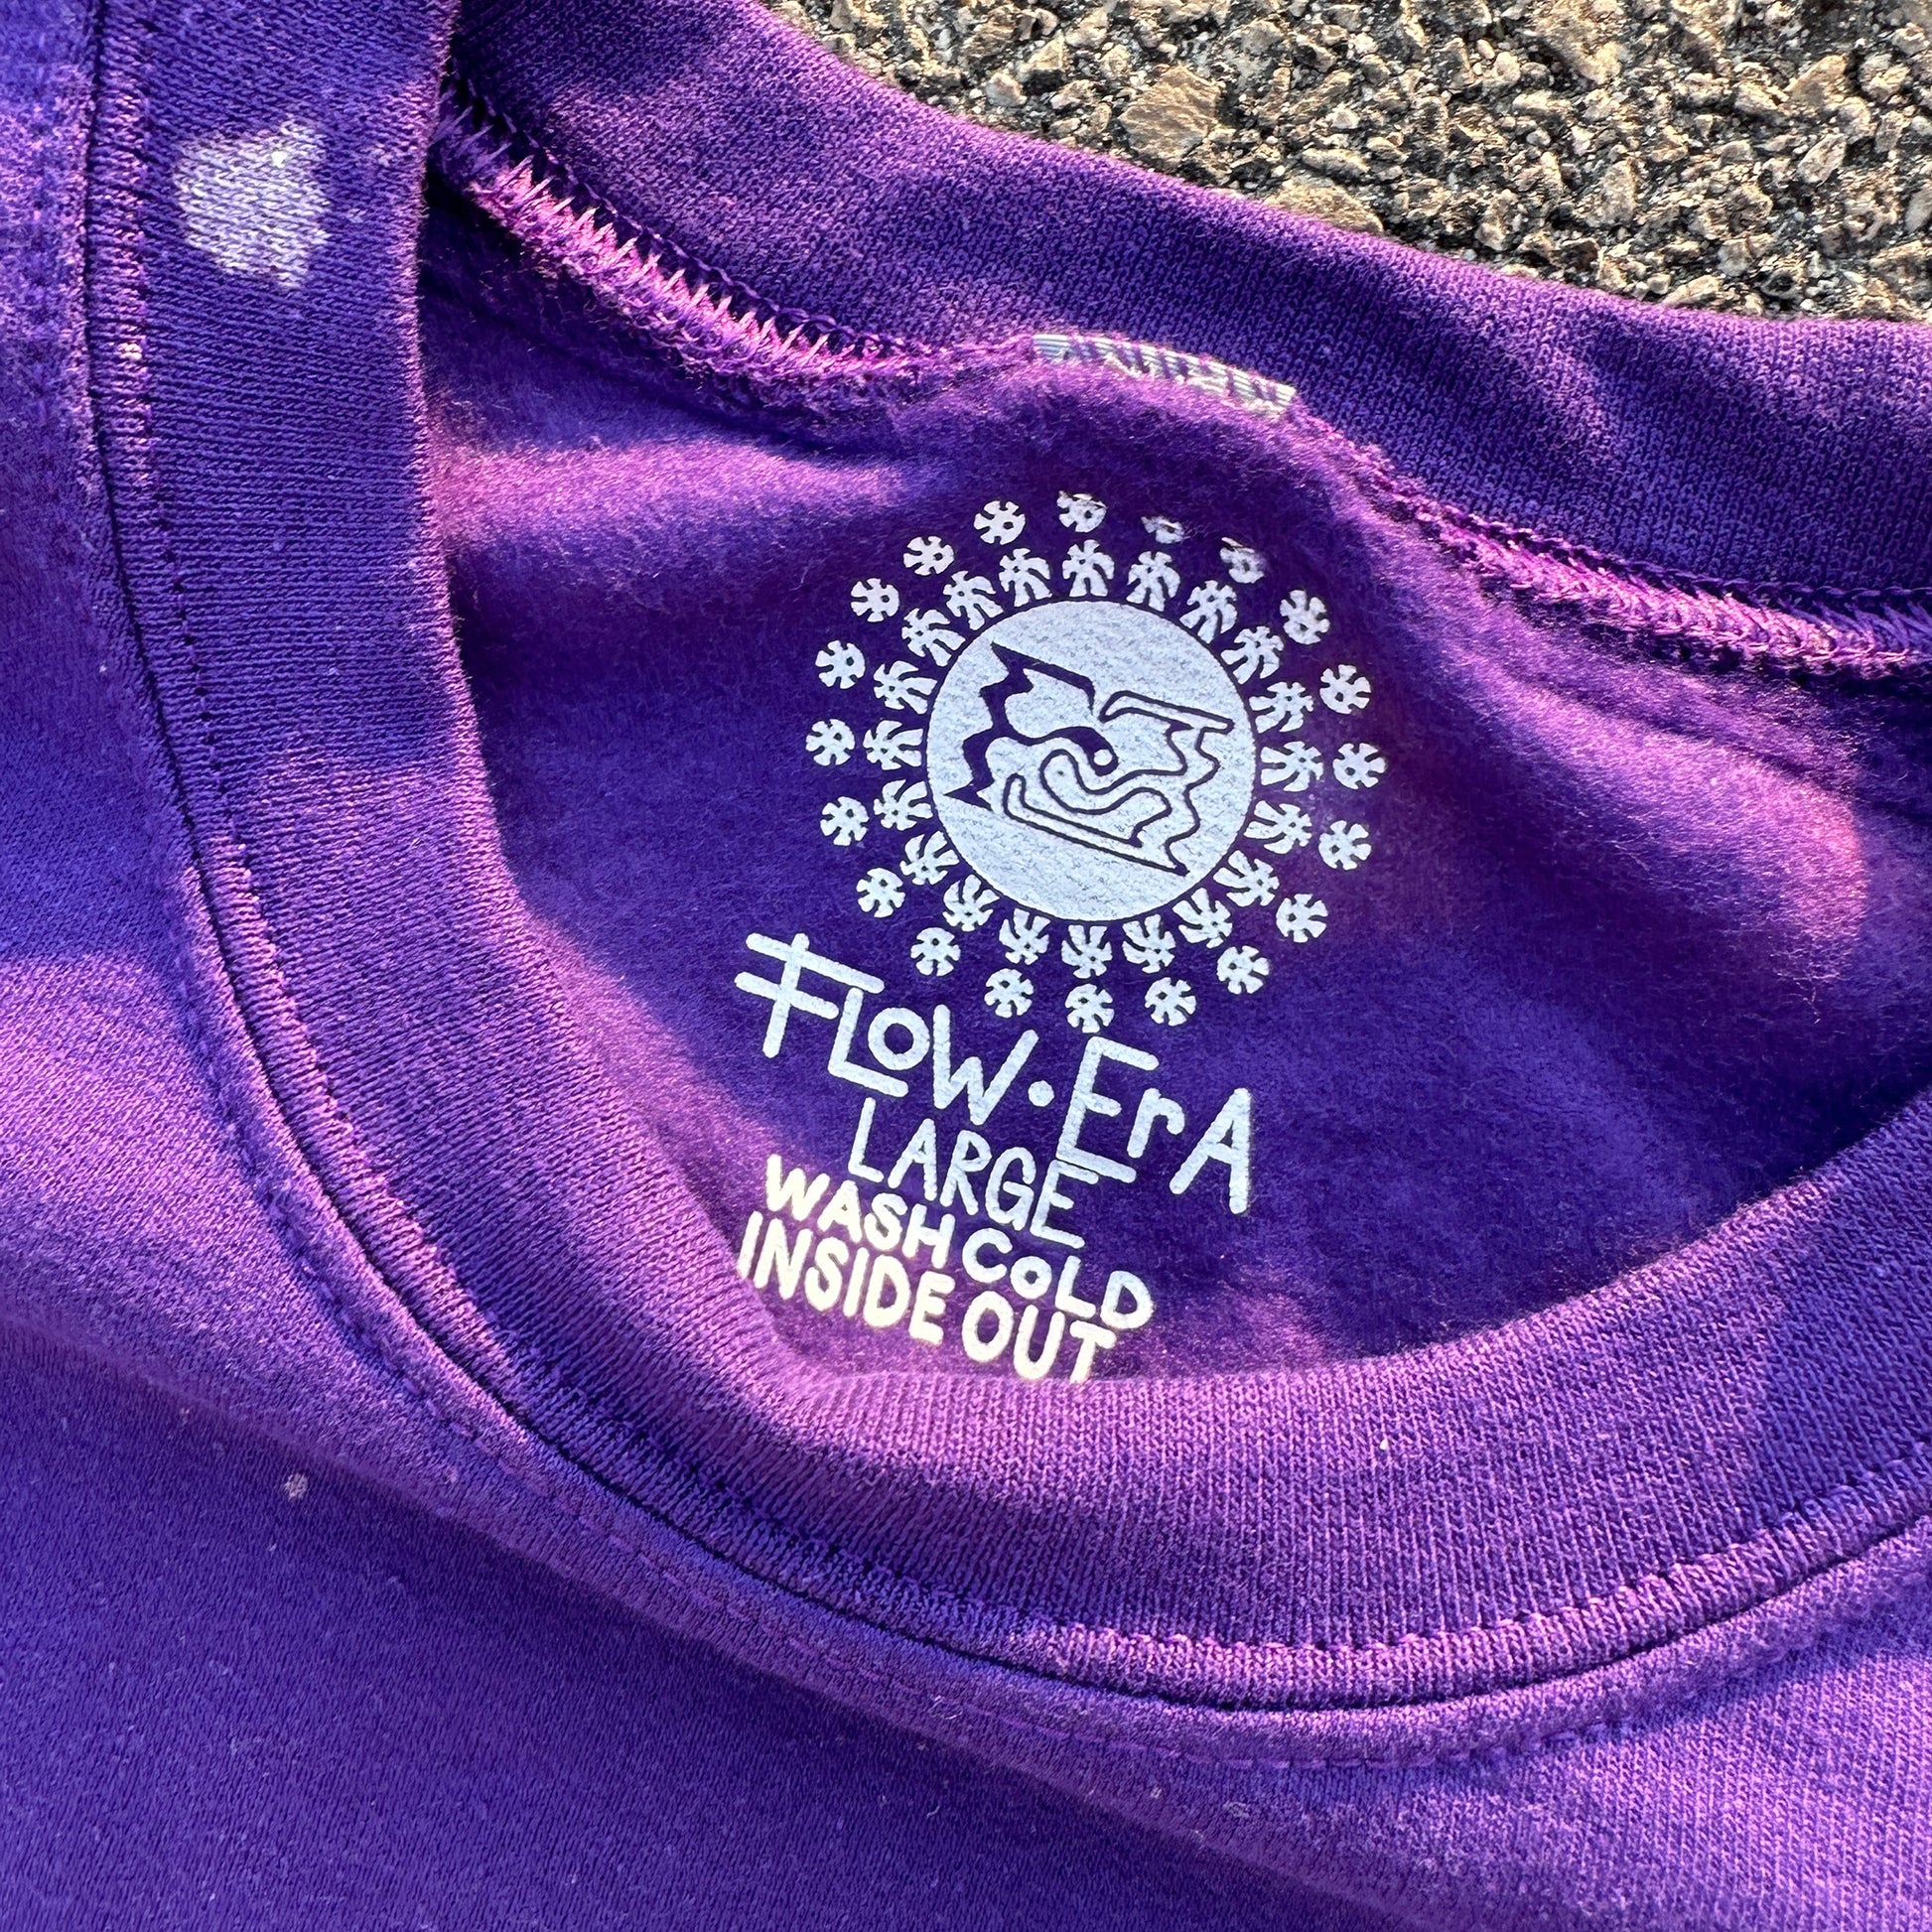 FLOW • ErA
LARGE
WASH COLD
INSIDE OUT